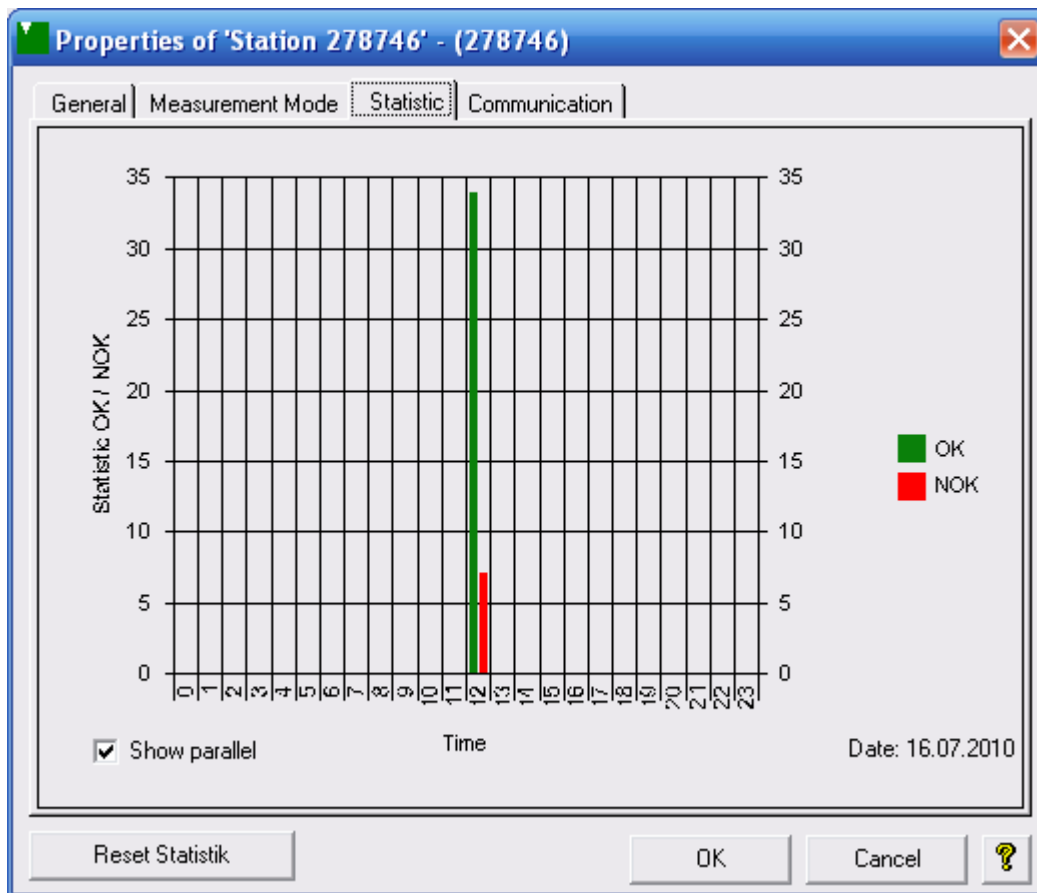 Properties of 'Station 278746' - (278746)
General Measurement Mode Statistic Communication
35 35
30 30
25 25
20 20
15 15
10 10
5 5
0 0
Statistic OK / NOK
OK
NOK
0 1 2 3 4 5 6 7 8 9 10 11 12 13 14 15 16 17 18 19 20 21 22 23
Time
Show parallel
Date: 16.07.2010
Reset Statistik OK Cancel ?